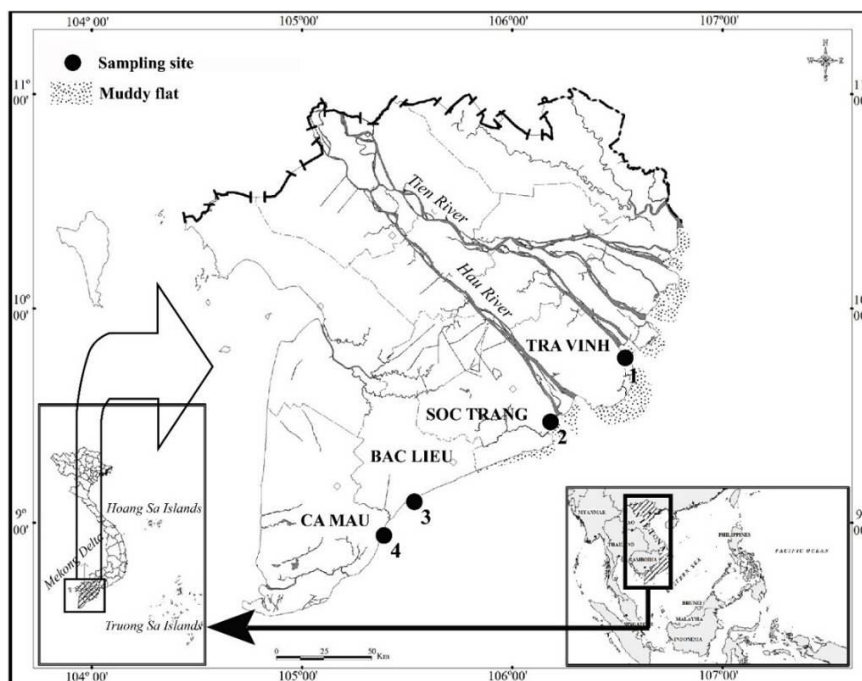 104° 00'
105° 00'
106° 00'
107° 00'
Sampling site
Muddy flat
N
11° 00'
Tien River
Hau River
10° 00'
TRA VINH
1
SOC TRANG
2
BAC LIEU
3
CA MAU
4
9° 00'
Hoang Sa Islands
Mekong Delta
Truong Sa Islands
MYANMAR
CAMBODIA
PHILIPPINES
PACIFIC OCEAN
BRUNEI
MALAYSIA
INDONESIA
0 25 50
Km
104° 00'
105° 00'
106° 00'
107° 00'